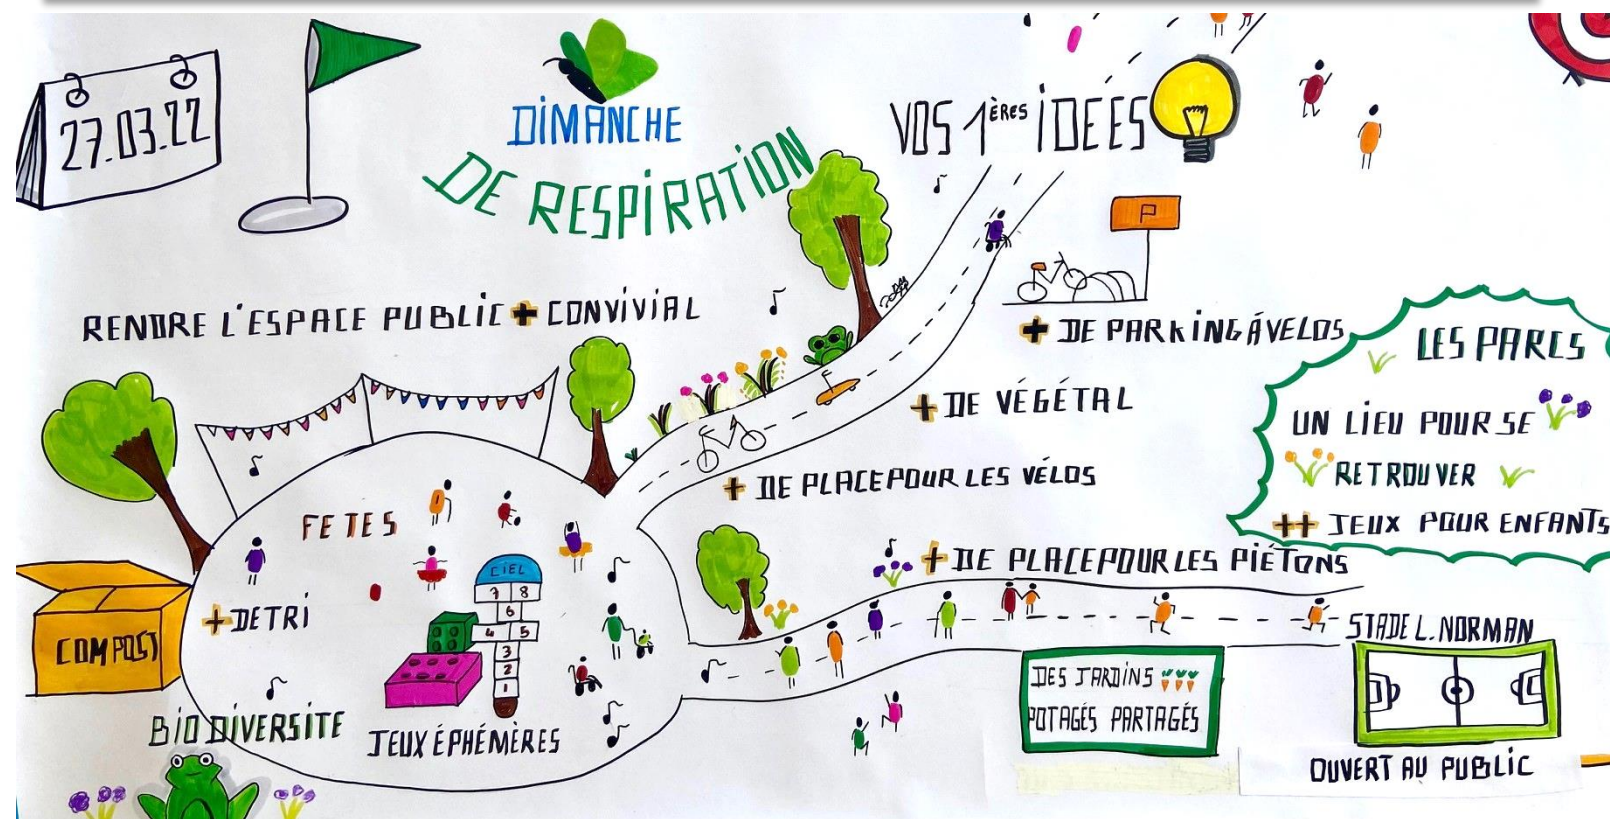 27.03.22
DIMANCHE
DE RESPIRATION
VOS 1ÈRES IDÉES
P
RENDRE L'ESPACE PUBLIC + CONVIVIAL
+ DE PARKING À VELOS
+ DE VÉGÉTAL
+ DE PLACE POUR LES VÉLOS
+ DE PLACE POUR LES PIÉTONS
LES PARCS
UN LIEU POUR SE
RETROUVER
++ JEUX POUR ENFANTS
FETES
+ DE TRI
COMPOST
CIEL
7 8
6
4 5
3
2
1
BIODIVERSITE
JEUX ÉPHÉMÈRES
DES JARDINS
POTAGÉS PARTAGÉS
STADE L. NORMAN
OUVERT AU PUBLIC